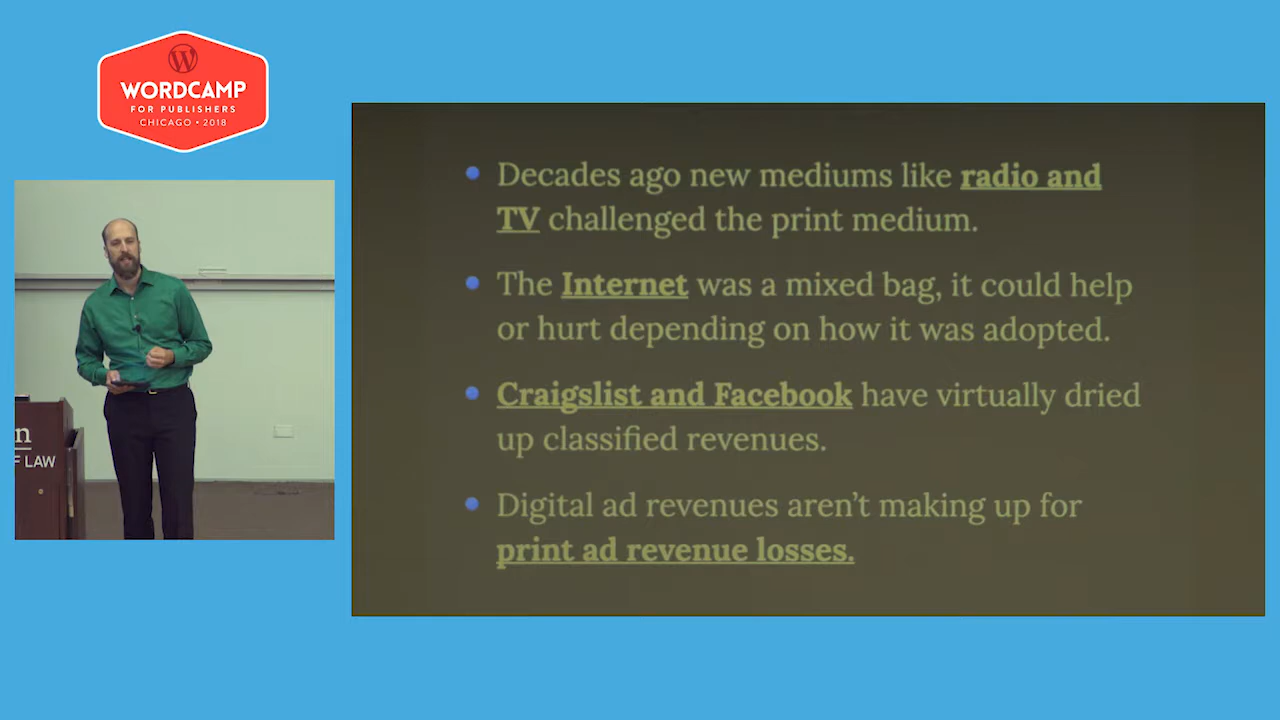 WORDCAMP
FOR PUBLISHERS
CHICAGO • 2018
n
F LAW
• Decades ago new mediums like radio and
TV challenged the print medium.
• The Internet was a mixed bag, it could help
or hurt depending on how it was adopted.
• Craigslist and Facebook have virtually dried
up classified revenues.
• Digital ad revenues aren’t making up for
print ad revenue losses.